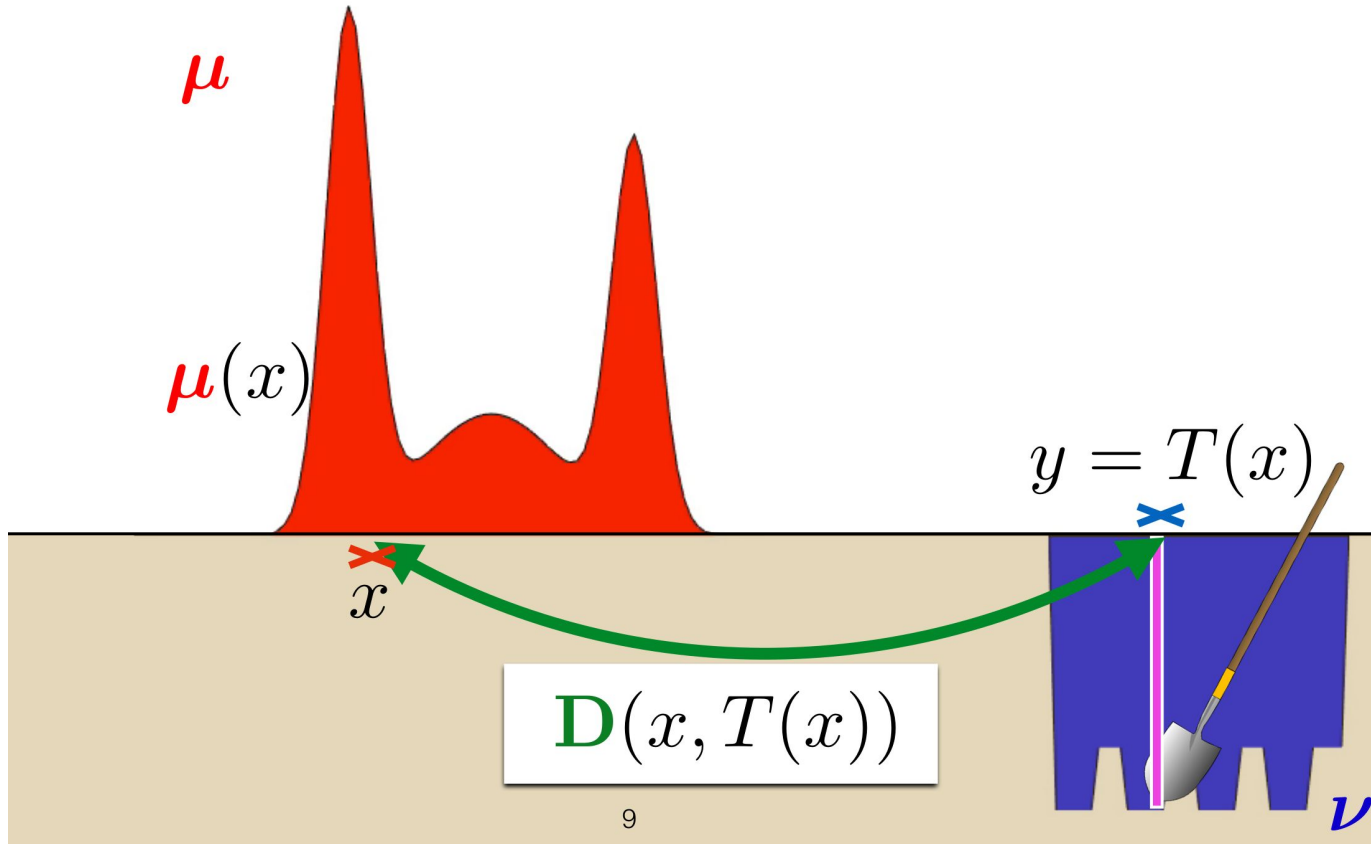 μ
μ(x)
y = T(x)
x
D(x, T(x))
ν
9